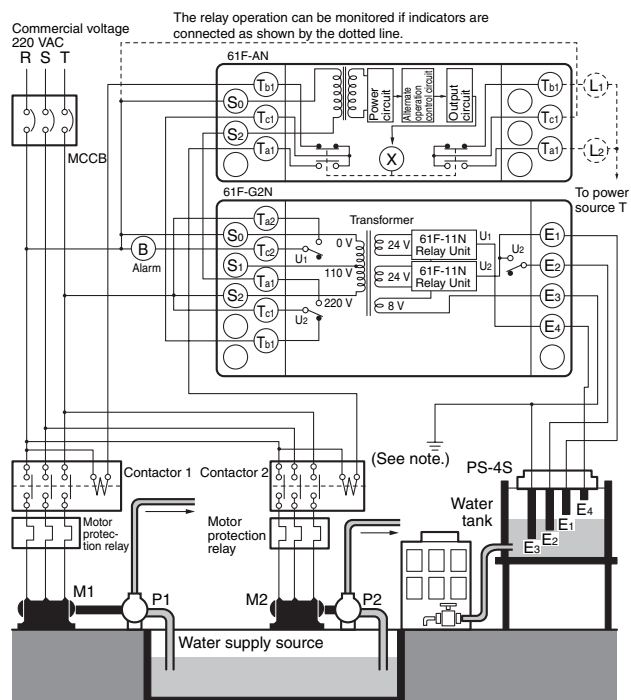 The relay operation can be monitored if indicators are
connected as shown by the dotted line.
Commercial voltage
220 VAC
R S T
MCCB
61F-AN
Tb1
S0
Tc1
S2
Ta1
Power
circuit
Alternate
operation
control circuit
Output
circuit
X
Tb1
Tc1
Ta1
L1
L2
To power
source T
61F-G2N
Ta2
S0
Tc2
S1
Ta1
S2
Tc1
Tb1
B
Alarm
U1
U2
Transformer
0 V
110 V
220 V
24 V
24 V
8 V
61F-11N
Relay Unit
61F-11N
Relay Unit
U1
U2
U2
E1
E2
E3
E4
(See note.)
Contactor 1
Contactor 2
Motor
protec-
tion relay
Motor
protection
relay
PS-4S
Water
tank
E4
E1
E2
E3
M1
P1
M2
P2
Water supply source